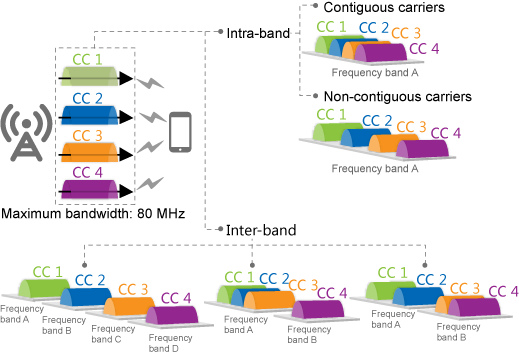 Contiguous carriers
CC 1
CC 2
CC 3
CC 4
Frequency band A
Intra-band
Non-contiguous carriers
CC 1
CC 2
CC 3
CC 4
Frequency band A
CC 1
CC 2
CC 3
CC 4
Maximum bandwidth: 80 MHz
Inter-band
CC 1
CC 2
CC 3
CC 4
Frequency
band A
Frequency
band B
Frequency
band C
Frequency
band D
CC 1
CC 2
CC 3
CC 4
Frequency
band A
Frequency
band B
CC 1
CC 2
CC 3
CC 4
Frequency
band A
Frequency
band B